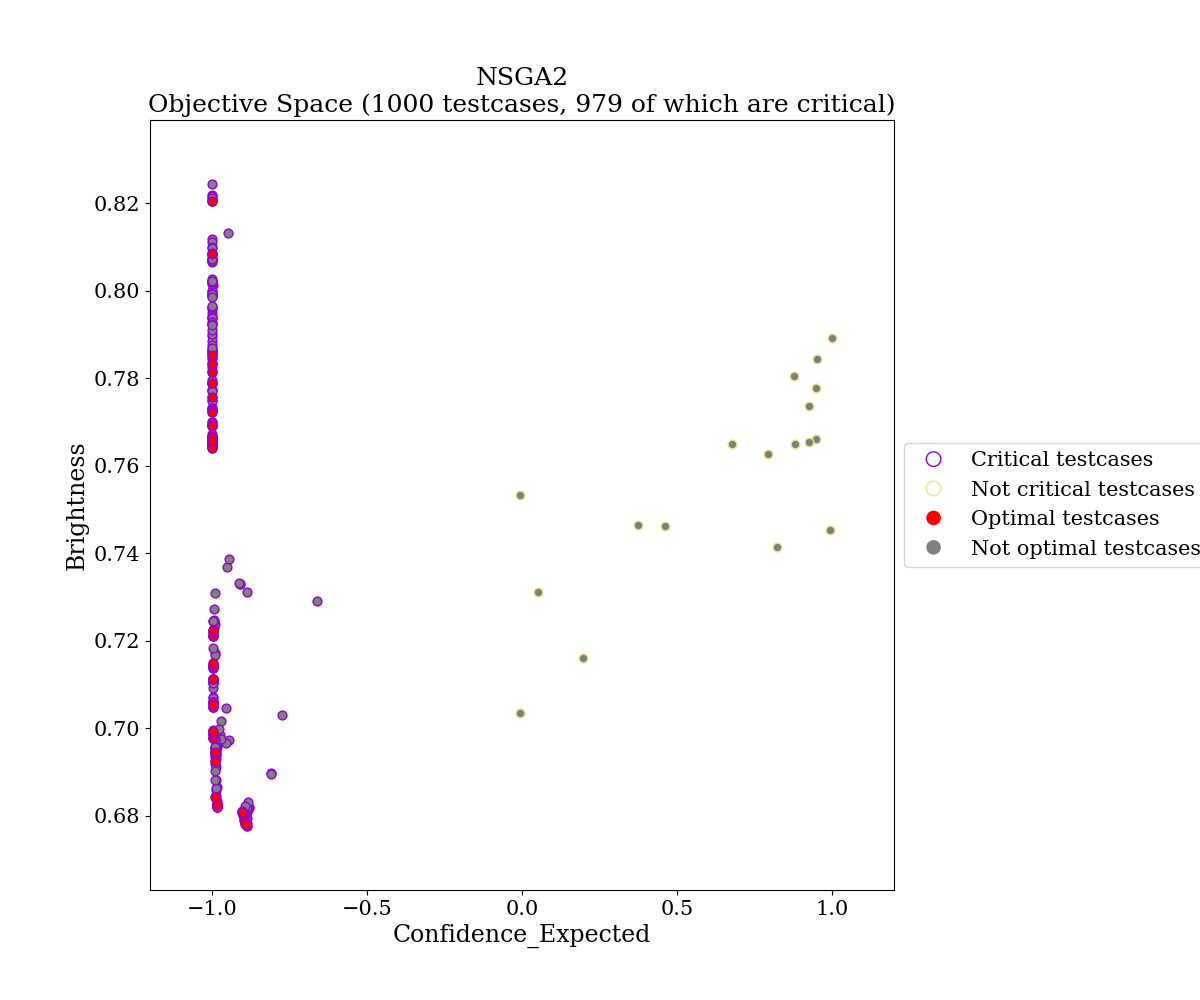 NSGA2
Objective Space (1000 testcases, 979 of which are critical)
0.82
0.80
0.78
0.76
0.74
0.72
0.70
0.68
Brightness
−1.0
−0.5
0.0
0.5
1.0
Confidence_Expected
Critical testcases
Not critical testcases
Optimal testcases
Not optimal testcases